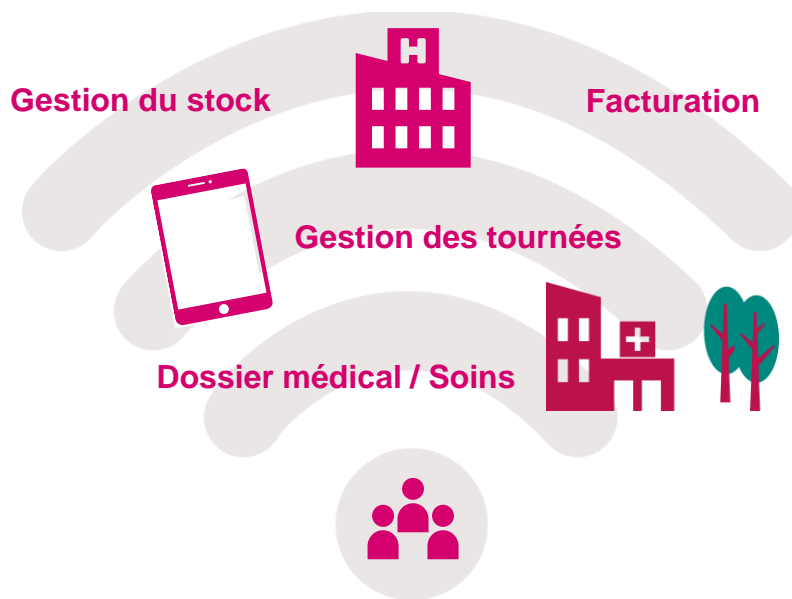 H
Gestion du stock
Facturation
Gestion des tournées
Dossier médical / Soins